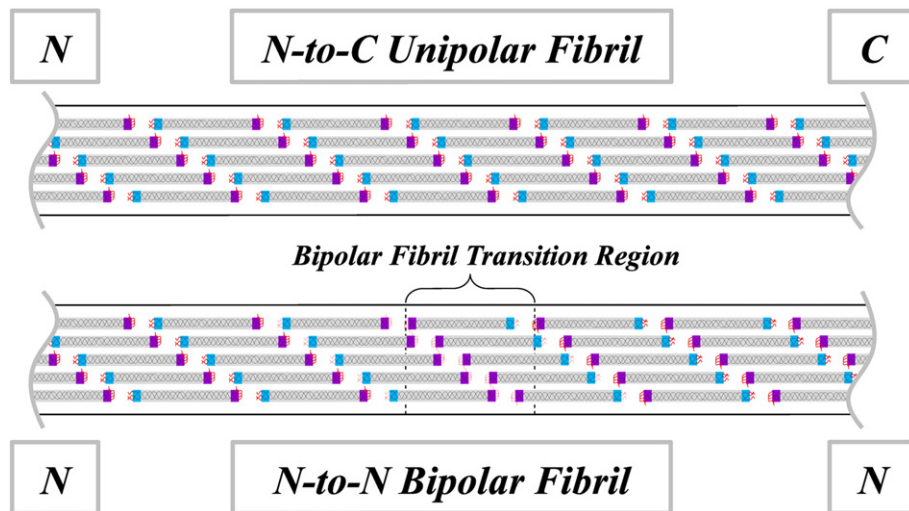 N
N-to-C Unipolar Fibril
C
Bipolar Fibril Transition Region
N
N-to-N Bipolar Fibril
N